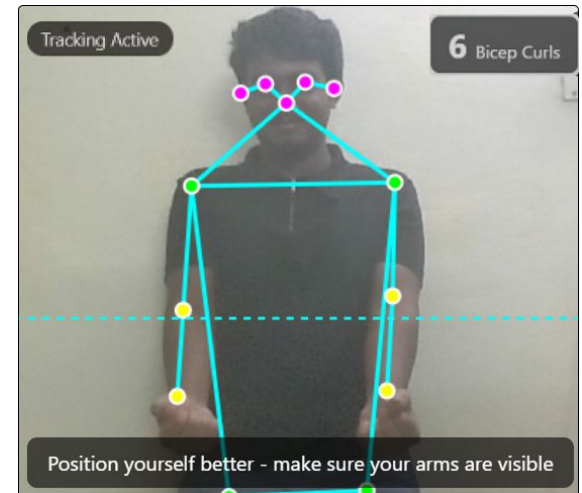 Tracking Active
6 Bicep Curls
Position yourself better - make sure your arms are visible